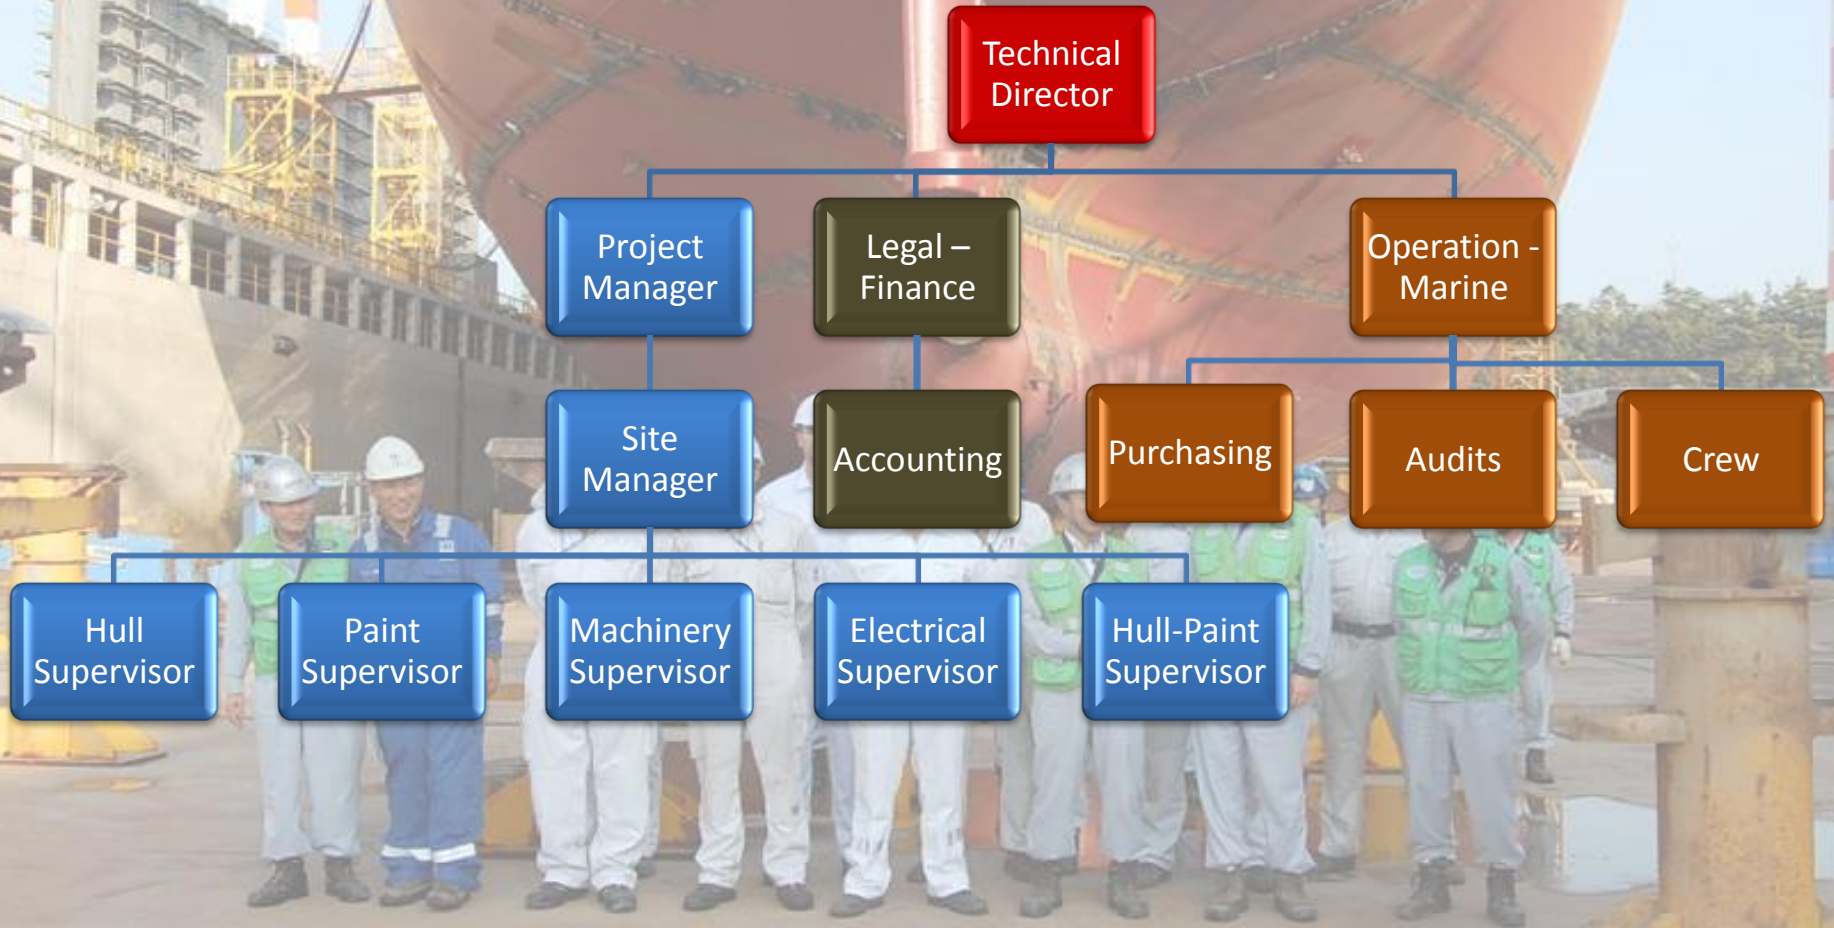 Technical
Director
Project
Manager
Legal –
Finance
Operation -
Marine
Site
Manager
Accounting
Purchasing
Audits
Crew
Hull
Supervisor
Paint
Supervisor
Machinery
Supervisor
Electrical
Supervisor
Hull-Paint
Supervisor